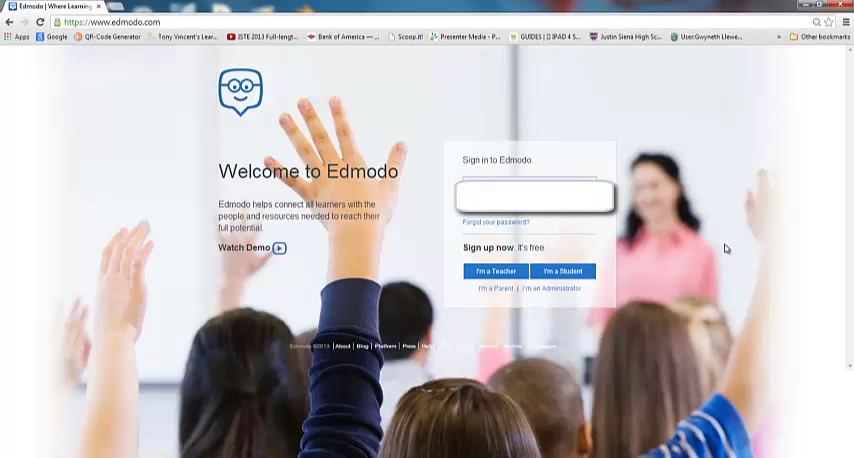 Edmodo | Where Learning
https://www.edmodo.com
Apps
Google
QR-Code Generator
Tony Vincent's Lear...
ISTE 2013 Full-lengt...
Bank of America — ...
Scoop.it!
Presenter Media - P...
Justin Siena High Sc...
User:Gwyneth Llewe...
»
Other bookmarks
Welcome to Edmodo
Edmodo helps connect all learners with the
people and resources needed to reach their
full potential.
Watch Demo
Sign in to Edmodo.
Forgot your password?
Sign up now. It's free.
I'm a Teacher
I'm a Student
I'm a Parent | I'm an Administrator
Edmodo ©2013 | About | Blog | Platform | Press